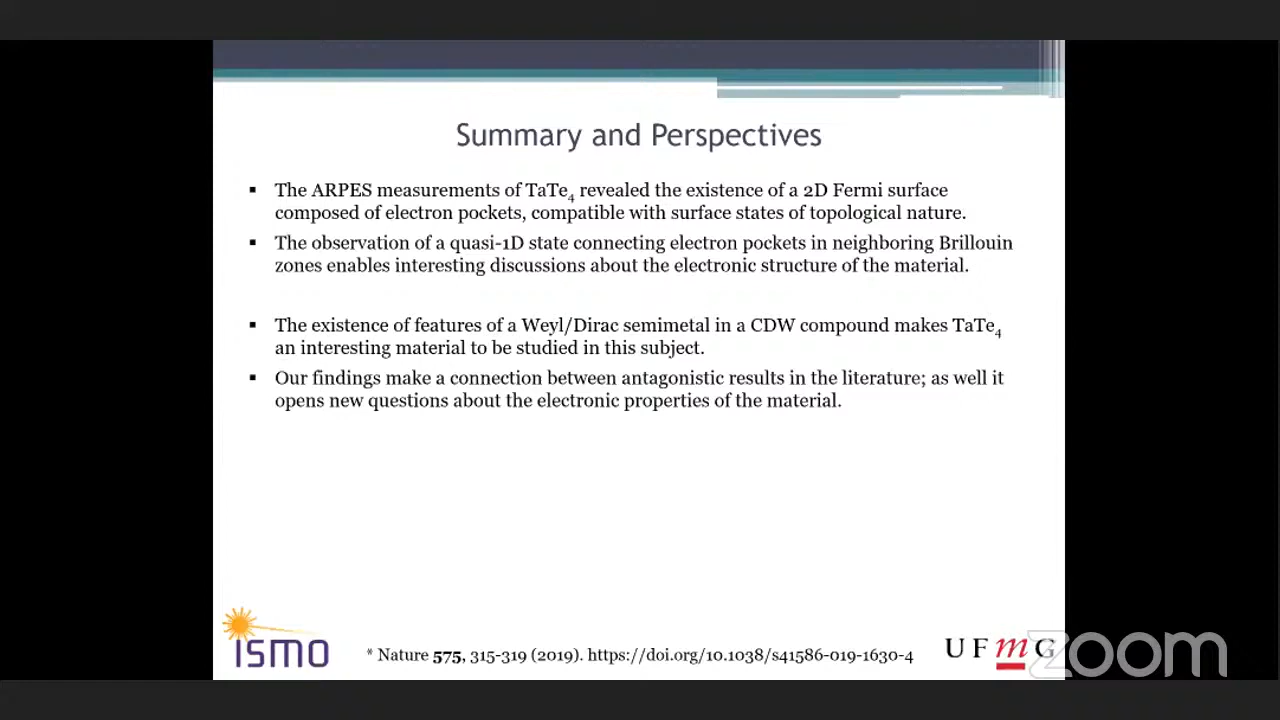 Summary and Perspectives
▪ The ARPES measurements of TaTe₄ revealed the existence of a 2D Fermi surface
composed of electron pockets, compatible with surface states of topological nature.
▪ The observation of a quasi-1D state connecting electron pockets in neighboring Brillouin
zones enables interesting discussions about the electronic structure of the material.
▪ The existence of features of a Weyl/Dirac semimetal in a CDW compound makes TaTe₄
an interesting material to be studied in this subject.
▪ Our findings make a connection between antagonistic results in the literature; as well it
opens new questions about the electronic properties of the material.
ismo
* Nature 575, 315-319 (2019). https://doi.org/10.1038/s41586-019-1630-4
UFmG
zoom